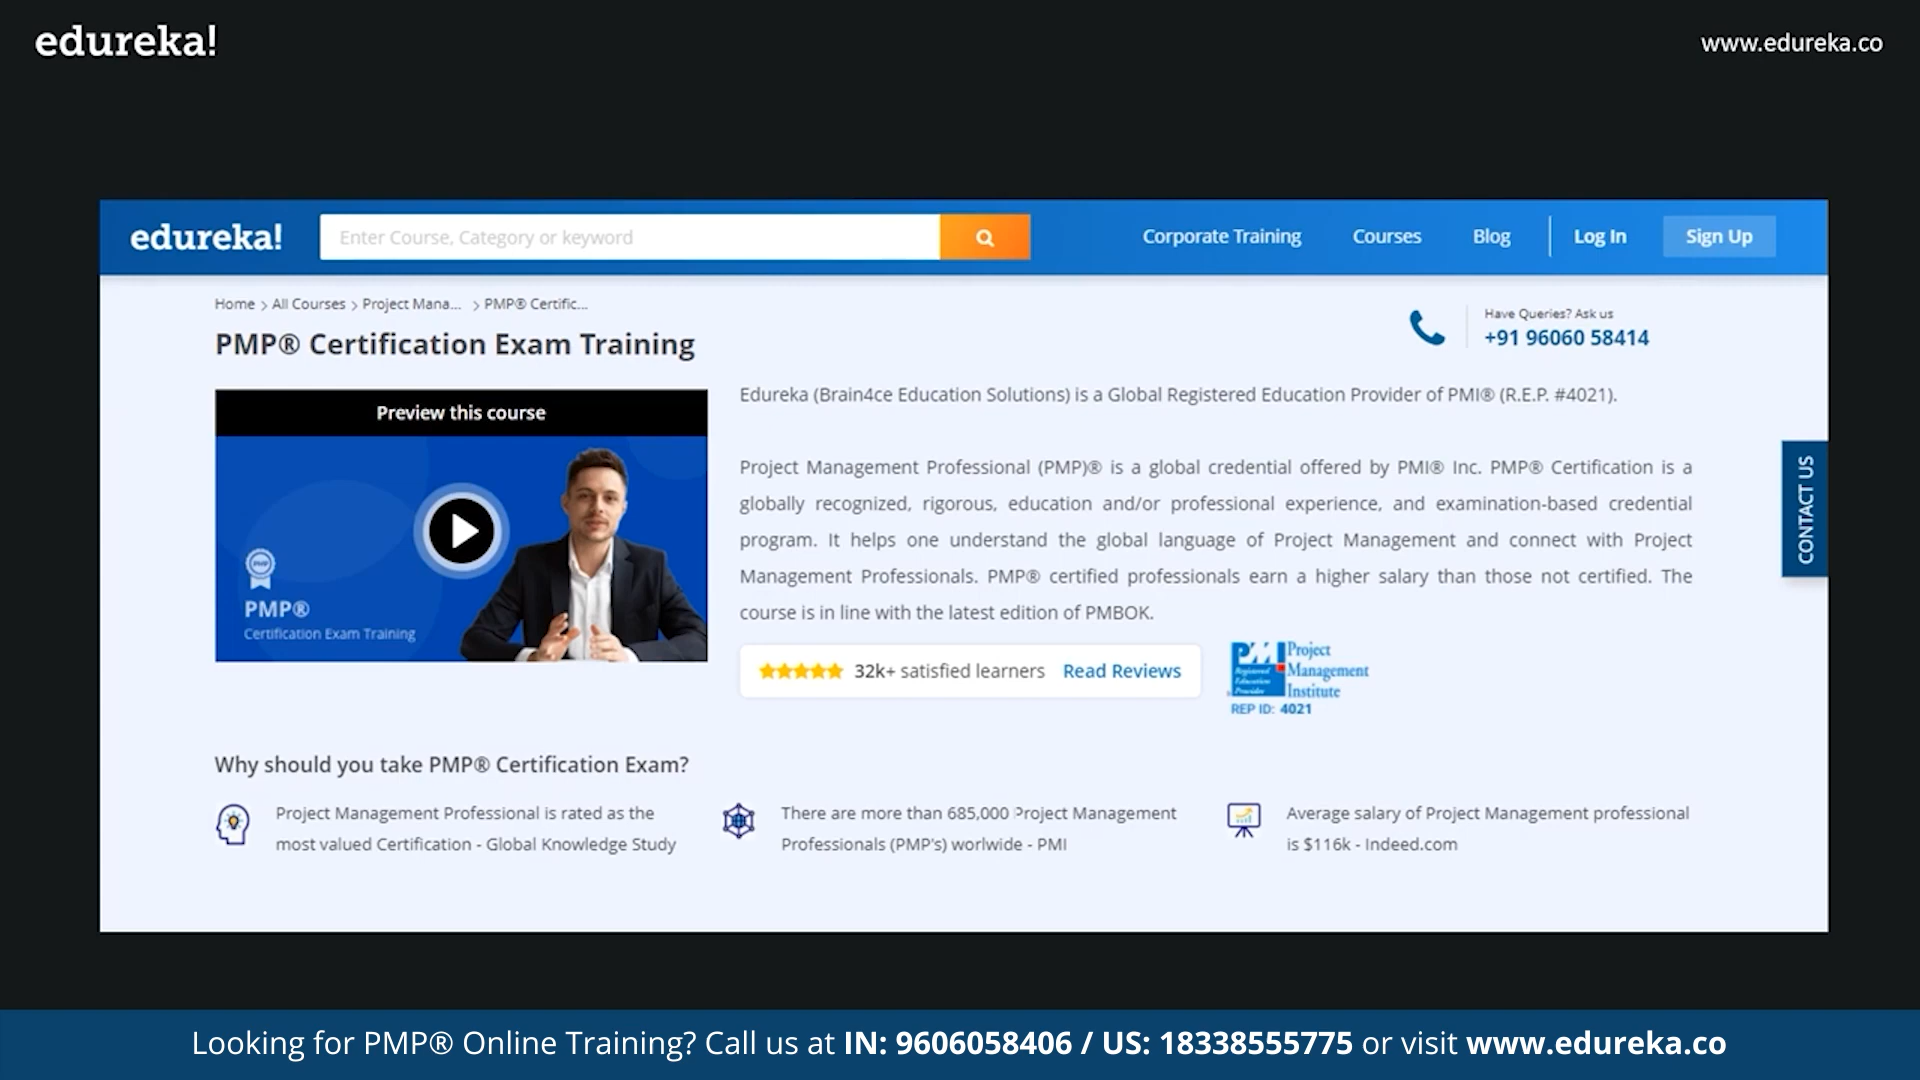 edureka!
www.edureka.co
edureka!
Enter Course, Category or keyword
Corporate Training
Courses
Blog
Log In
Sign Up
Home > All Courses > Project Mana... > PMP® Certific...
PMP® Certification Exam Training
Have Queries? Ask us
+91 96060 58414
Preview this course
PMP
PMP®
Certification Exam Training
Edureka (Brain4ce Education Solutions) is a Global Registered Education Provider of PMI® (R.E.P. #4021).
Project Management Professional (PMP)® is a global credential offered by PMI® Inc. PMP® Certification is a
globally recognized, rigorous, education and/or professional experience, and examination-based credential
program. It helps one understand the global language of Project Management and connect with Project
Management Professionals. PMP® certified professionals earn a higher salary than those not certified. The
course is in line with the latest edition of PMBOK.
CONTACT US
32k+ satisfied learners Read Reviews
PMI
Registered
Education
Provider
Project
Management
Institute
REP ID: 4021
Why should you take PMP® Certification Exam?
Project Management Professional is rated as the
most valued Certification - Global Knowledge Study
There are more than 685,000 Project Management
Professionals (PMP's) worlwide - PMI
Average salary of Project Management professional
is $116k - Indeed.com
Looking for PMP® Online Training? Call us at IN: 9606058406 / US: 18338555775 or visit www.edureka.co